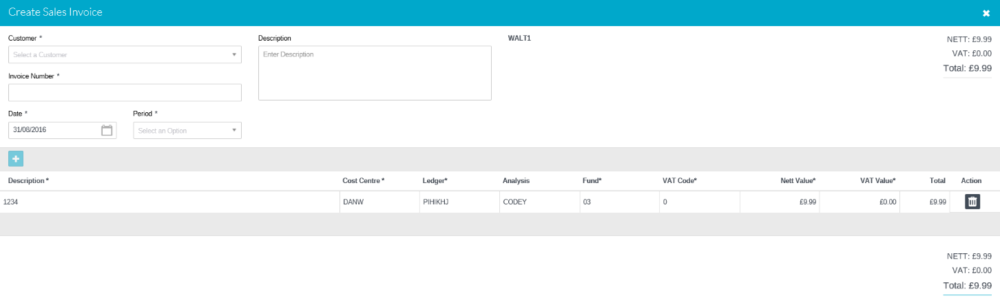 Create Sales Invoice
Customer *
Select a Customer
Invoice Number *
Date *
31/08/2016
Period *
Select an Option
Description
Enter Description
WALT1
NETT: £9.99
VAT: £0.00
Total: £9.99
Description * Cost Centre * Ledger* Analysis Fund* VAT Code* Nett Value* VAT Value* Total Action
1234 DANW PIHIKHJ CODEY 03 0 £9.99 £0.00 £9.99
NETT: £9.99
VAT: £0.00
Total: £9.99